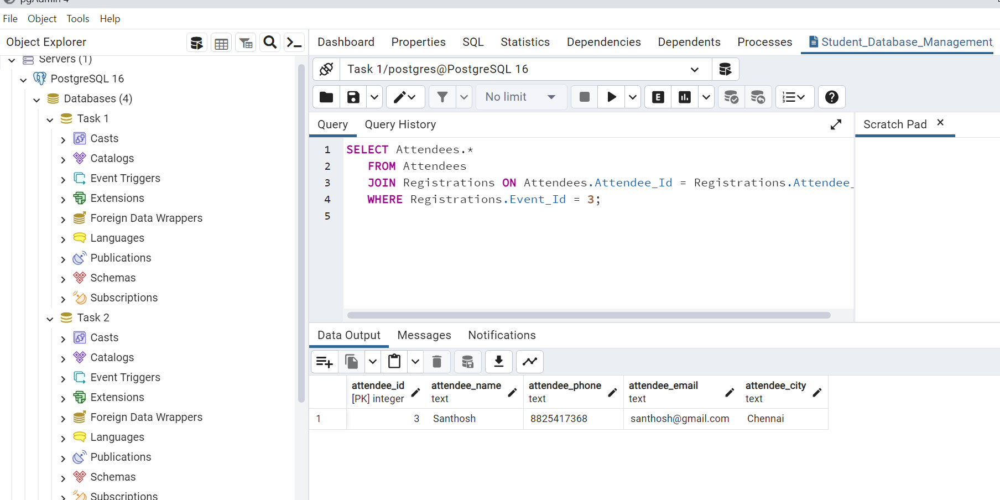 pgAdmin 4
File Object Tools Help
Object Explorer
Servers (1)
PostgreSQL 16
Databases (4)
Task 1
Casts
Catalogs
Event Triggers
Extensions
Foreign Data Wrappers
Languages
Publications
Schemas
Subscriptions
Task 2
Casts
Catalogs
Event Triggers
Extensions
Foreign Data Wrappers
Languages
Publications
Schemas
Subscriptions
Dashboard Properties SQL Statistics Dependencies Dependents Processes Student_Database_Management
Task 1/postgres@PostgreSQL 16
No limit E
Query Query History
Scratch Pad
1 SELECT Attendees.*
2 FROM Attendees
3 JOIN Registrations ON Attendees.Attendee_Id = Registrations.Attendee_
4 WHERE Registrations.Event_Id = 3;
5
Data Output Messages Notifications
attendee_id attendee_name attendee_phone attendee_email attendee_city
[PK] integer text text text text
1 3 Santhosh 8825417368 santhosh@gmail.com Chennai